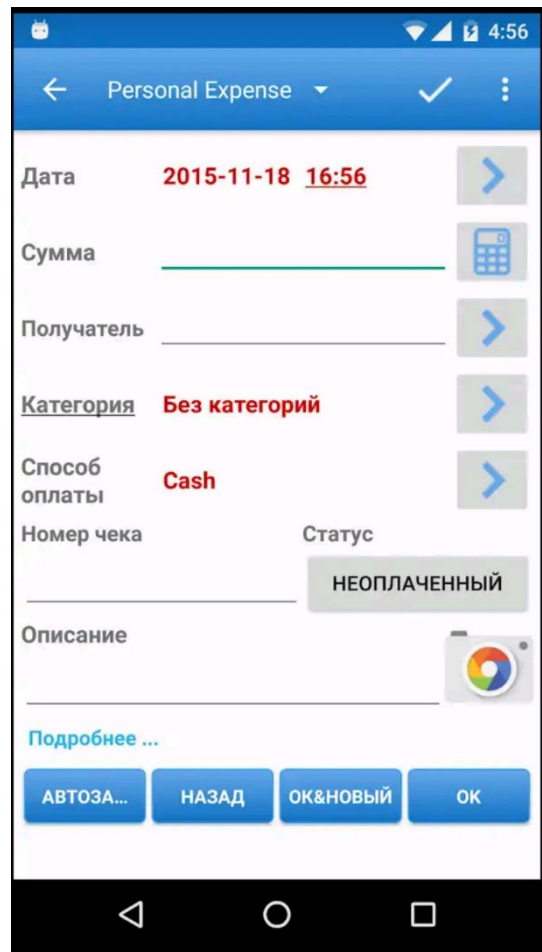 4:56
Personal Expense
Дата 2015-11-18 16:56
Сумма
Получатель
Категория Без категорий
Способ оплаты Cash
Номер чека Статус
НЕОПЛАЧЕННЫЙ
Описание
Подробнее ...
АВТОЗА... НАЗАД ОК&НОВЫЙ ОК